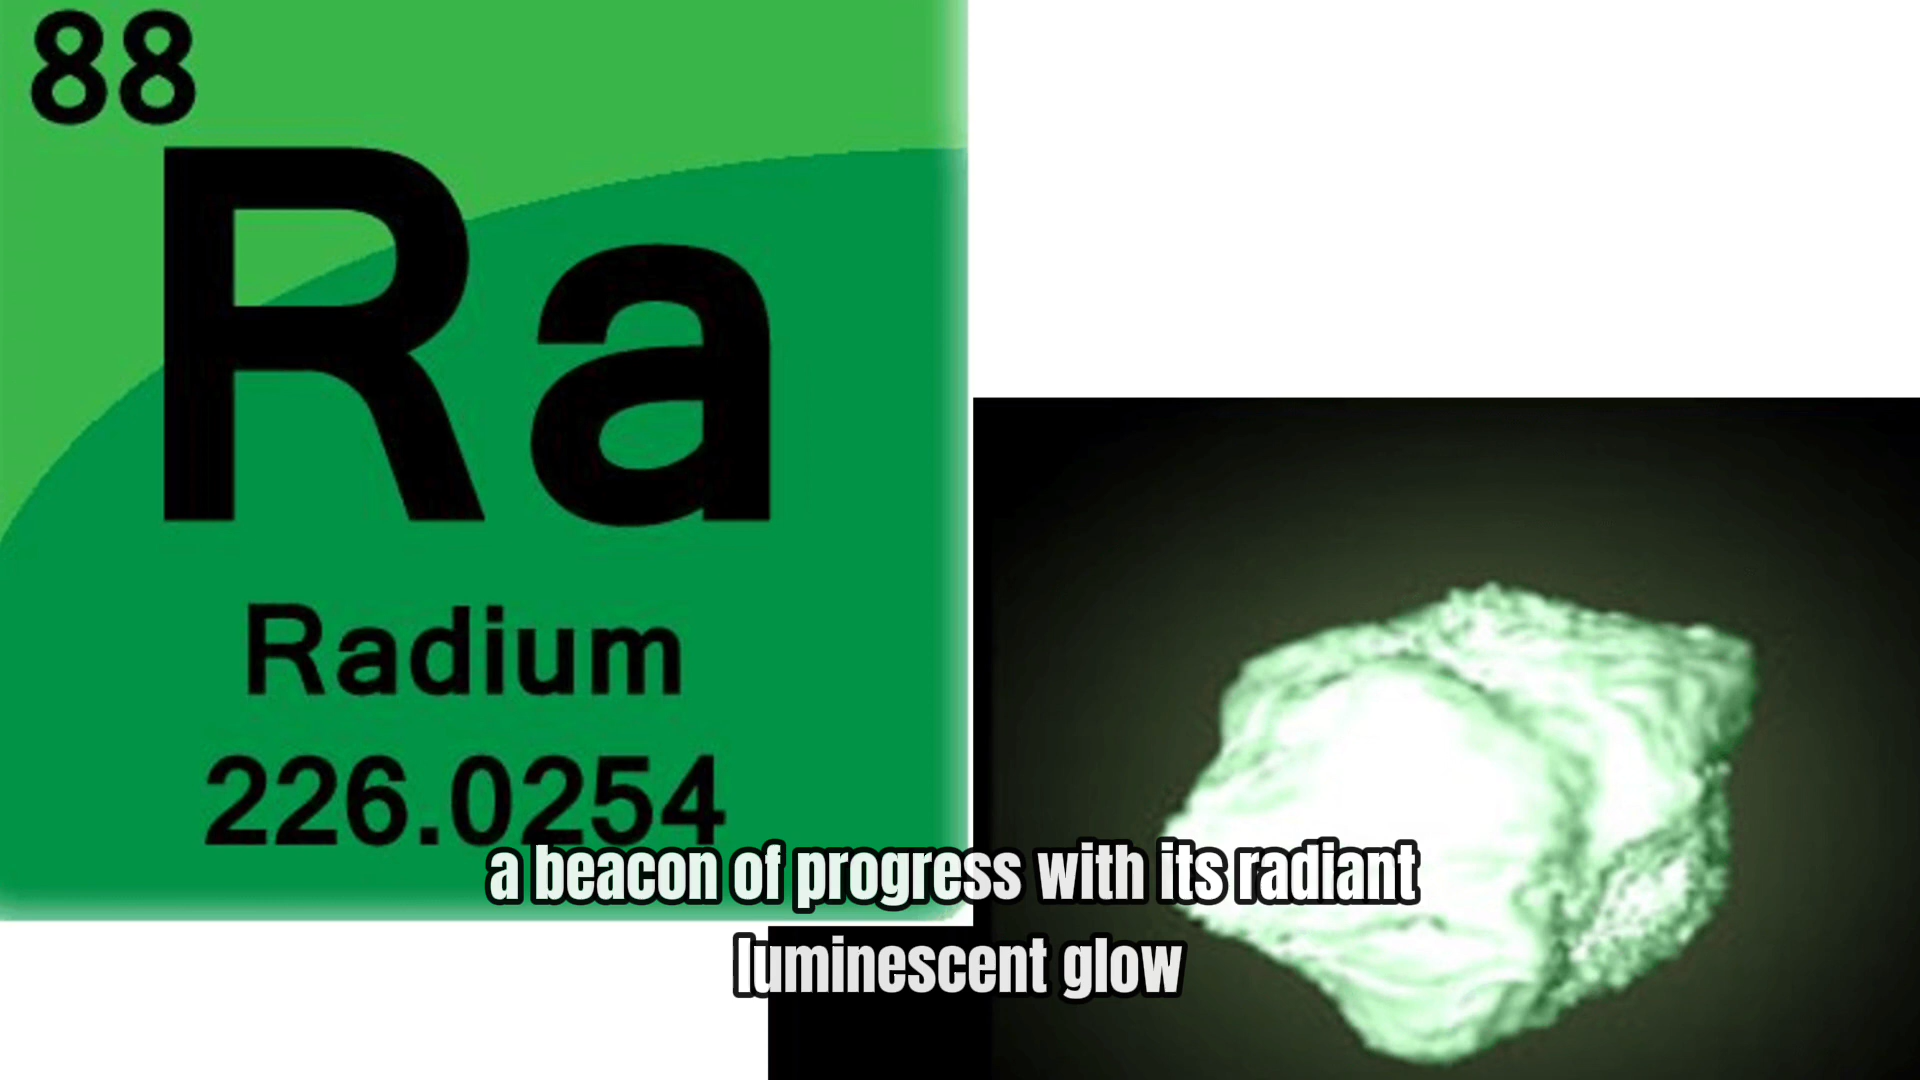 88
Ra
Radium
226.0254
a beacon of progress with its radiant
luminescent glow